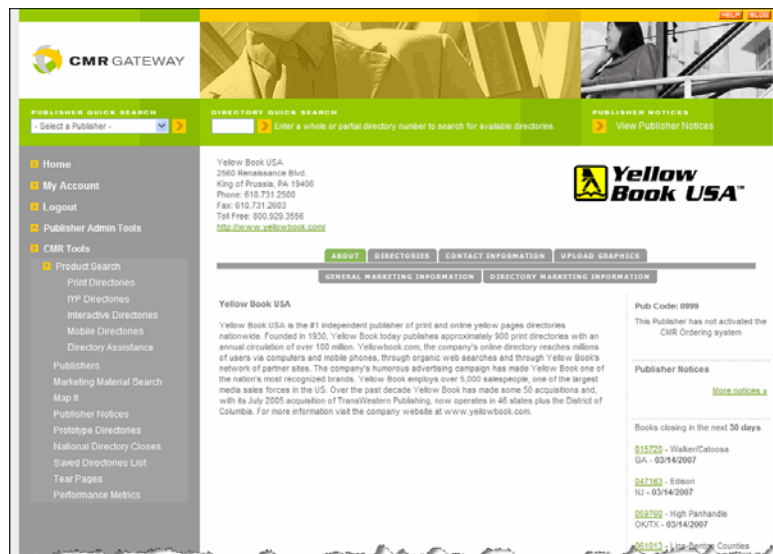 HELP BLOG
CMR GATEWAY
PUBLISHER QUICK SEARCH
- Select a Publisher -
DIRECTORY QUICK SEARCH
Enter a whole or partial directory number to search for available directories.
PUBLISHER NOTICES
View Publisher Notices
Home
My Account
Logout
Publisher Admin Tools
CMR Tools
Product Search
Print Directories
IYP Directories
Interactive Directories
Mobile Directories
Directory Assistance
Publishers
Marketing Material Search
Map It
Publisher Notices
Prototype Directories
National Directory Closes
Saved Directories List
Tear Pages
Performance Metrics
Yellow Book USA
2560 Renaissance Blvd.
King of Prussia, PA 19406
Phone: 610.731.2500
Fax: 610.731.2603
Toll Free: 800.929.3556
http://www.yellowbook.com/
Yellow
Book USA™
ABOUT DIRECTORIES CONTACT INFORMATION UPLOAD GRAPHICS
GENERAL MARKETING INFORMATION DIRECTORY MARKETING INFORMATION
Yellow Book USA
Yellow Book USA is the #1 independent publisher of print and online yellow pages directories
nationwide. Founded in 1930, Yellow Book today publishes approximately 900 print directories with an
annual circulation of over 100 million. Yellowbook.com, the company's online directory reaches millions
of users via computers and mobile phones, through organic web searches and through Yellow Book's
network of partner sites. The company's humorous advertising campaign has made Yellow Book one of
the nation's most recognized brands. Yellow Book employs over 5,000 salespeople, one of the largest
media sales forces in the US. Over the past decade Yellow Book has made some 50 acquisitions and,
with its July 2005 acquisition of TransWestern Publishing, now operates in 46 states plus the District of
Columbia. For more information visit the company website at www.yellowbook.com.
Pub Code: 0999
This Publisher has not activated the
CMR Ordering system
Publisher Notices
More notices »
Books closing in the next 30 days
015720 - Walker/Catoosa
GA - 03/14/2007
047163 - Edison
NJ - 03/14/2007
059760 - High Panhandle
OK/TX - 03/14/2007
061013 - Linn-Benton Counties